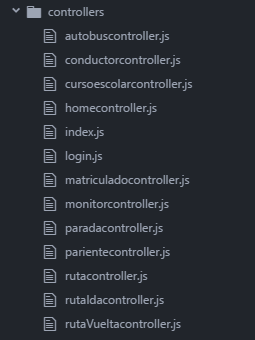 controllers
autobuscontroller.js
conductorcontroller.js
cursoescolarcontroller.js
homecontroller.js
index.js
login.js
matriculadocontroller.js
monitorcontroller.js
paradacontroller.js
parientecontroller.js
rutacontroller.js
rutaIdacontroller.js
rutaVueltacontroller.js